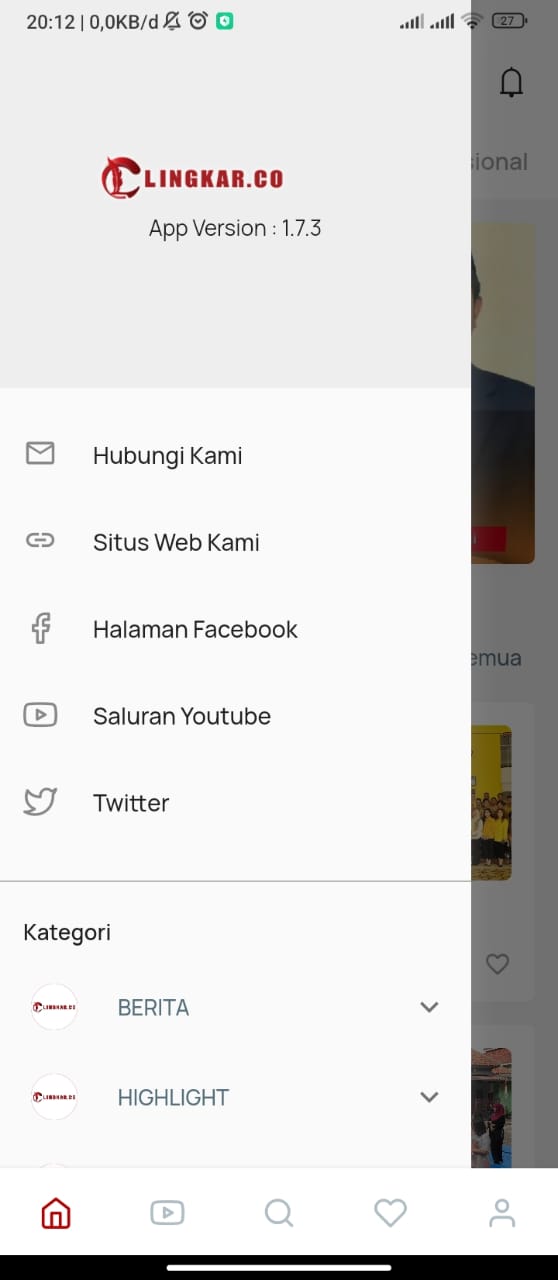 20:12 | 0,0KB/d
27
sional
LINGKAR.CO
App Version : 1.7.3
Hubungi Kami
Situs Web Kami
Halaman Facebook
emua
Saluran Youtube
Twitter
Kategori
LINGKAR.CO
BERITA
LINGKAR.CO
HIGHLIGHT